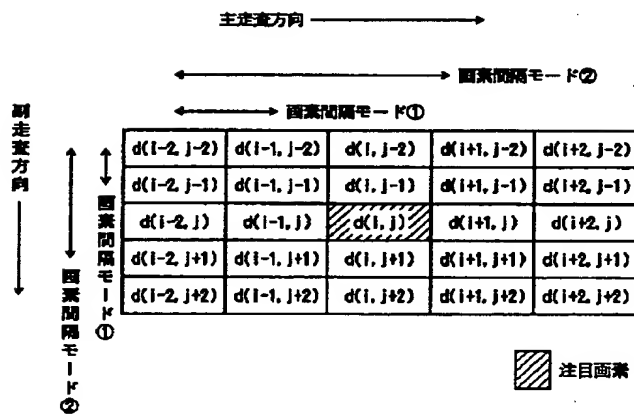 主走査方向
画素間隔モード②
画素間隔モード①
副走査方向
画素間隔モード①
画素間隔モード②
d(i-2, j-2) d(i-1, j-2) d(i, j-2) d(i+1, j-2) d(i+2, j-2)
d(i-2, j-1) d(i-1, j-1) d(i, j-1) d(i+1, j-1) d(i+2, j-1)
d(i-2, j) d(i-1, j) d(i, j) d(i+1, j) d(i+2, j)
d(i-2, j+1) d(i-1, j+1) d(i, j+1) d(i+1, j+1) d(i+2, j+1)
d(i-2, j+2) d(i-1, j+2) d(i, j+2) d(i+1, j+2) d(i+2, j+2)
注目画素